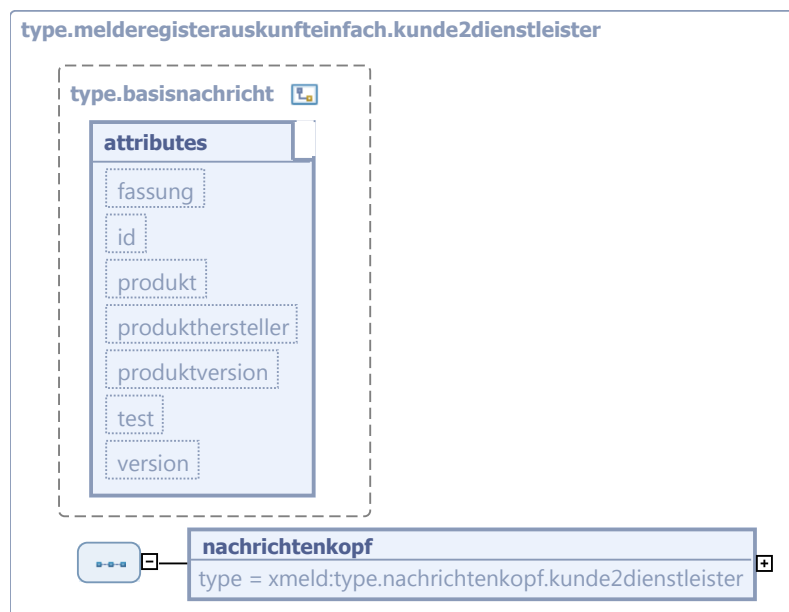 type.melderegisterauskunfteinfach.kunde2dienstleister
type.basisnachricht
attributes
fassung
id
produkt
produkthersteller
produktversion
test
version
nachrichtenkopf
type = xmeld:type.nachrichtenkopf.kunde2dienstleister